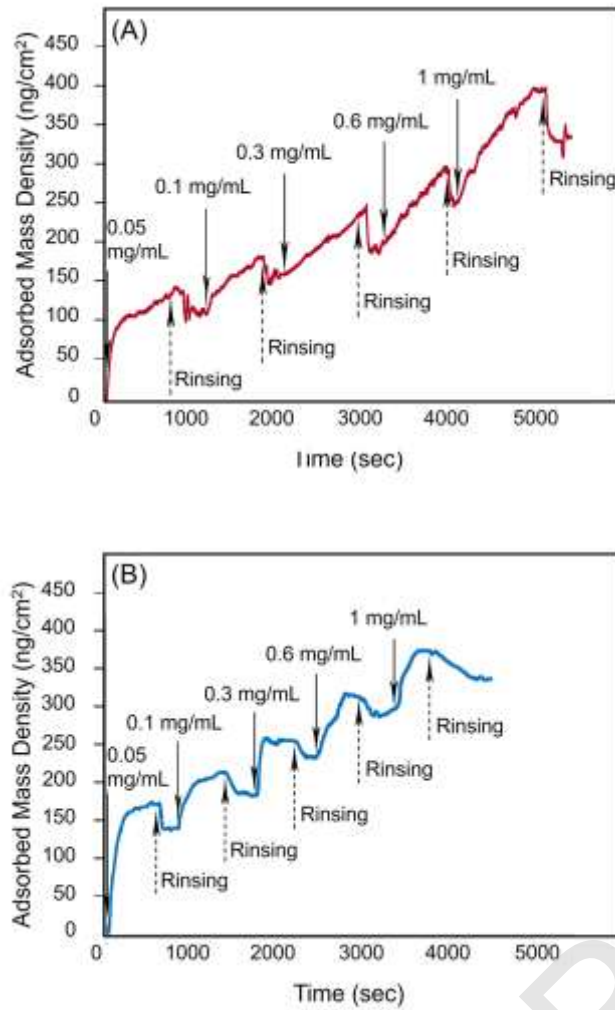 (A)
Adsorbed Mass Density (ng/cm²)
450
400
350
300
250
200
150
100
50
0
0.05
mg/mL
0.1 mg/mL
0.3 mg/mL
0.6 mg/mL
1 mg/mL
Rinsing
Rinsing
Rinsing
Rinsing
Rinsing
0
1000
2000
3000
4000
5000
Time (sec)
(B)
Adsorbed Mass Density (ng/cm²)
450
400
350
300
250
200
150
100
50
0
0.05
mg/mL
0.1 mg/mL
0.3 mg/mL
0.6 mg/mL
1 mg/mL
Rinsing
Rinsing
Rinsing
Rinsing
Rinsing
0
1000
2000
3000
4000
5000
Time (sec)